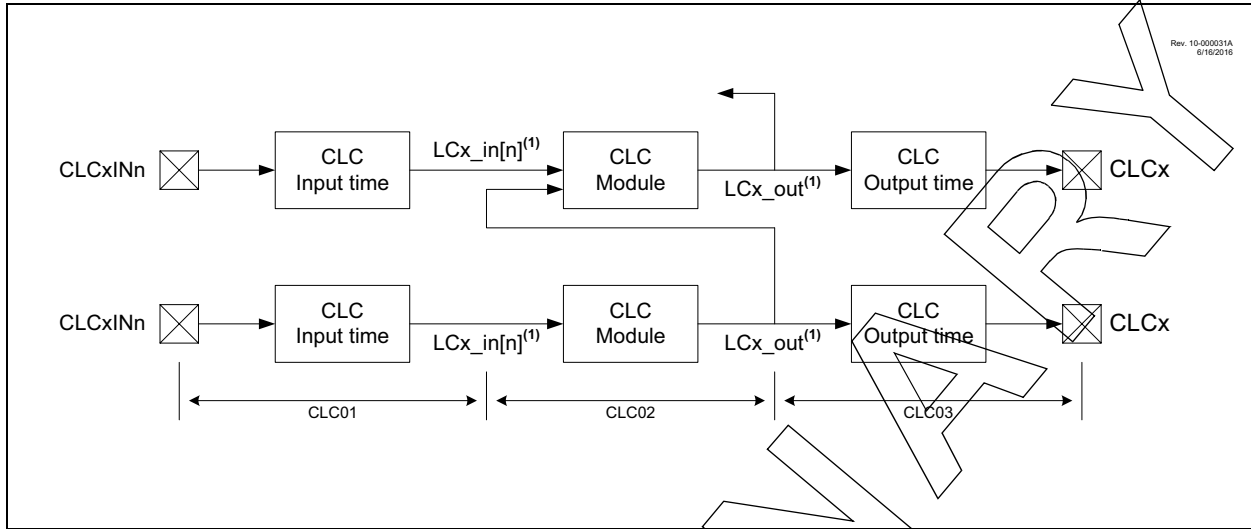 Rev. 10-000031A
6/16/2016
CLCxINn
CLC
Input time
LCx_in[n](1)
CLC
Module
LCx_out(1)
CLC
Output time
CLCx
CLCxINn
CLC
Input time
LCx_in[n](1)
CLC
Module
LCx_out(1)
CLC
Output time
CLCx
CLC01
CLC02
CLC03
ARY